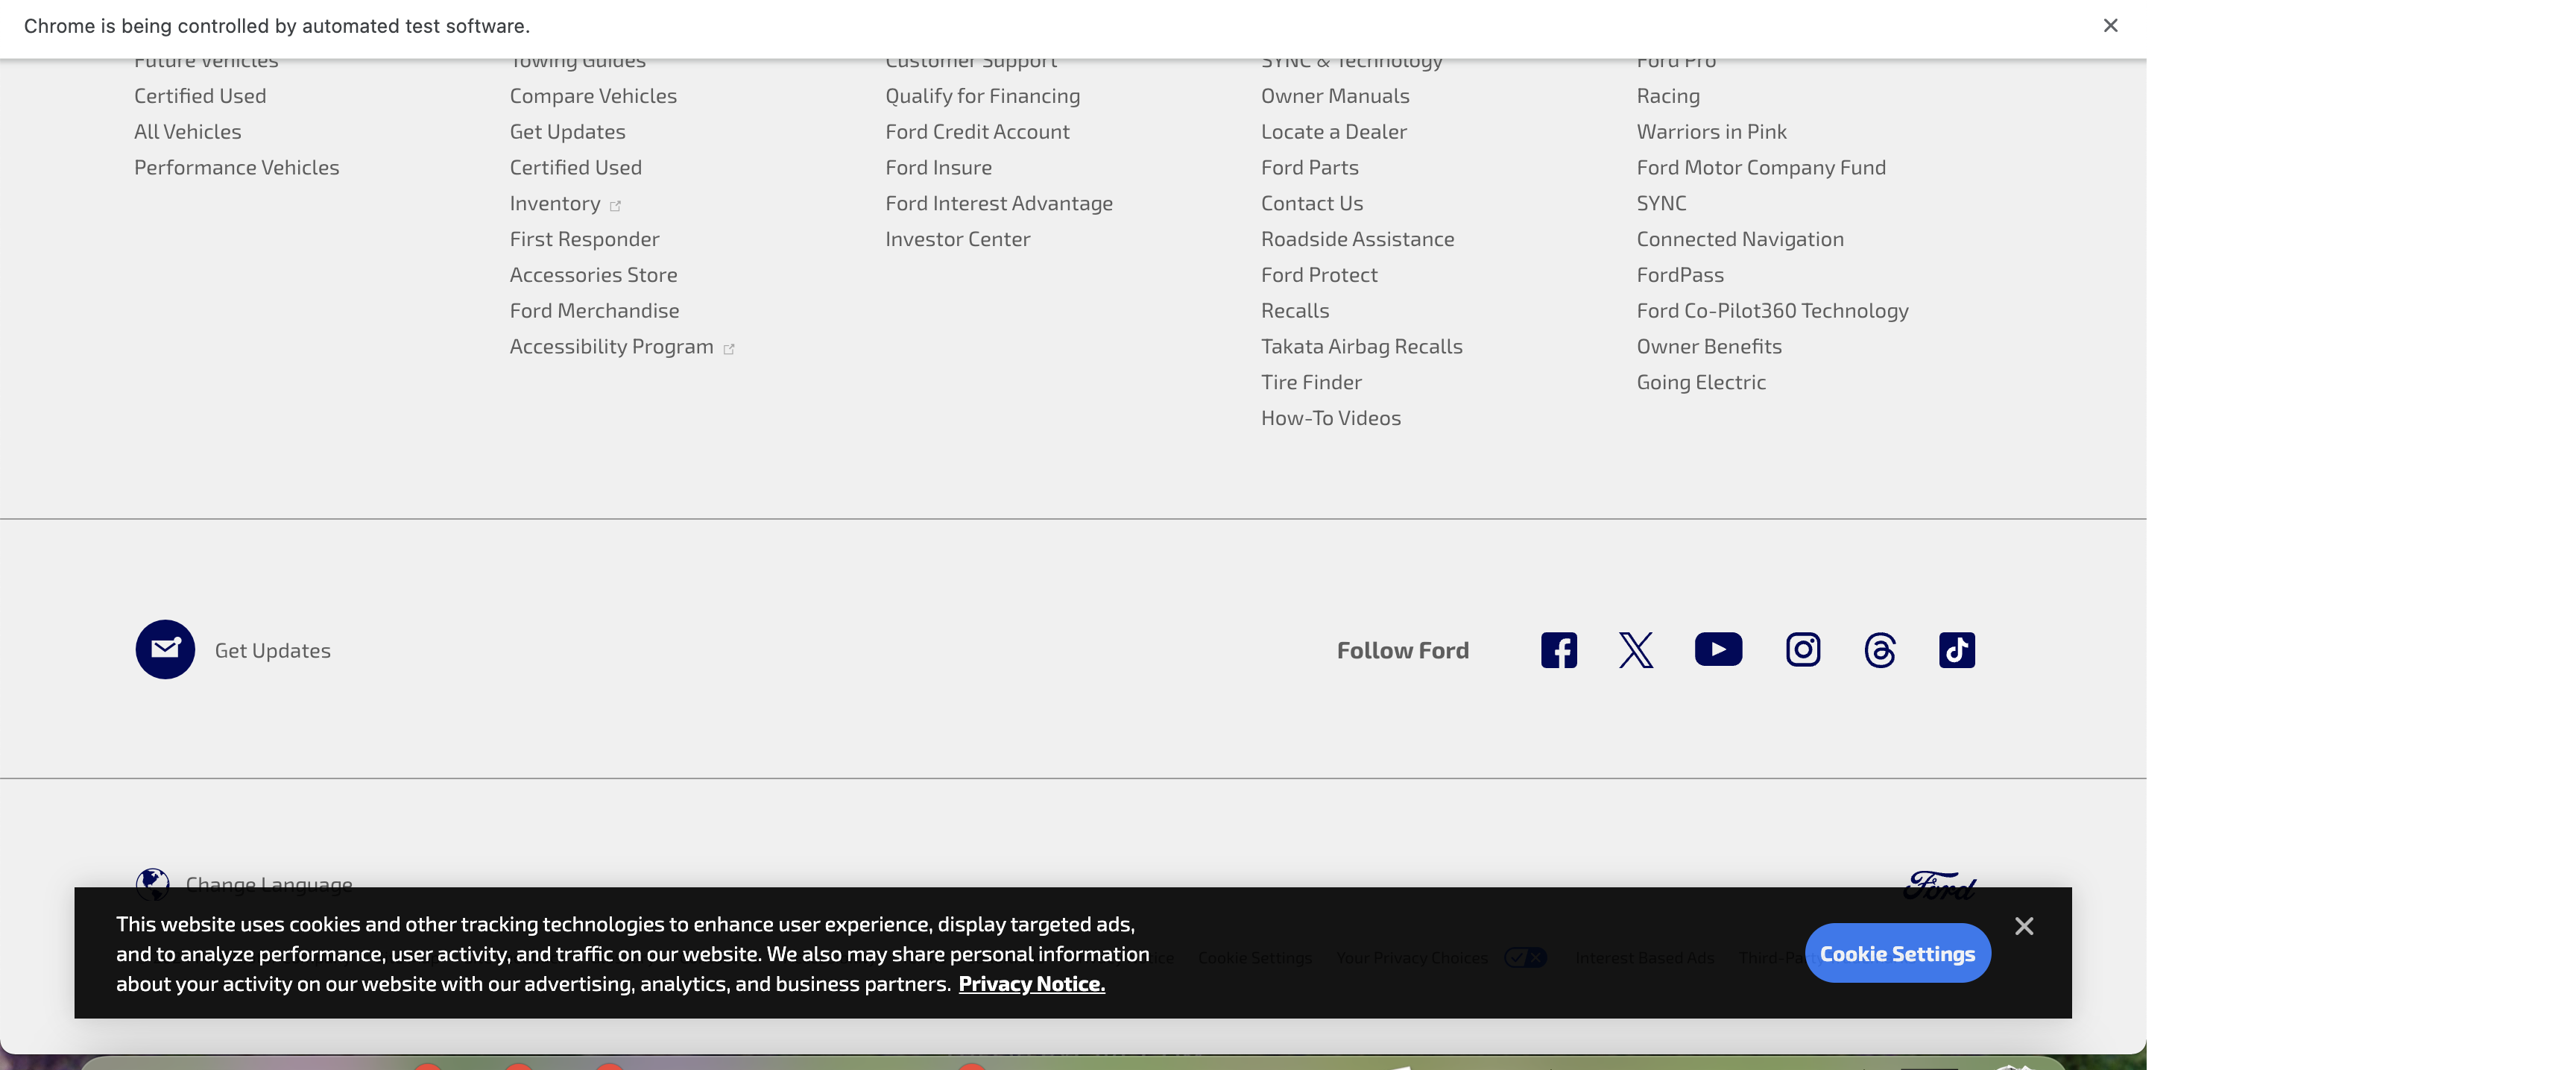 Chrome is being controlled by automated test software.
Future Vehicles
Certified Used
All Vehicles
Performance Vehicles
Towing Guides
Compare Vehicles
Get Updates
Certified Used
Inventory
First Responder
Accessories Store
Ford Merchandise
Accessibility Program
Customer Support
Qualify for Financing
Ford Credit Account
Ford Insure
Ford Interest Advantage
Investor Center
SYNC & Technology
Owner Manuals
Locate a Dealer
Ford Parts
Contact Us
Roadside Assistance
Ford Protect
Recalls
Takata Airbag Recalls
Tire Finder
How-To Videos
Ford Pro
Racing
Warriors in Pink
Ford Motor Company Fund
SYNC
Connected Navigation
FordPass
Ford Co-Pilot360 Technology
Owner Benefits
Going Electric
Get Updates
Follow Ford
Change Language
Ford
This website uses cookies and other tracking technologies to enhance user experience, display targeted ads,
and to analyze performance, user activity, and traffic on our website. We also may share personal information
about your activity on our website with our advertising, analytics, and business partners. Privacy Notice.
Cookie Settings Your Privacy Choices Interest Based Ads
Cookie Settings